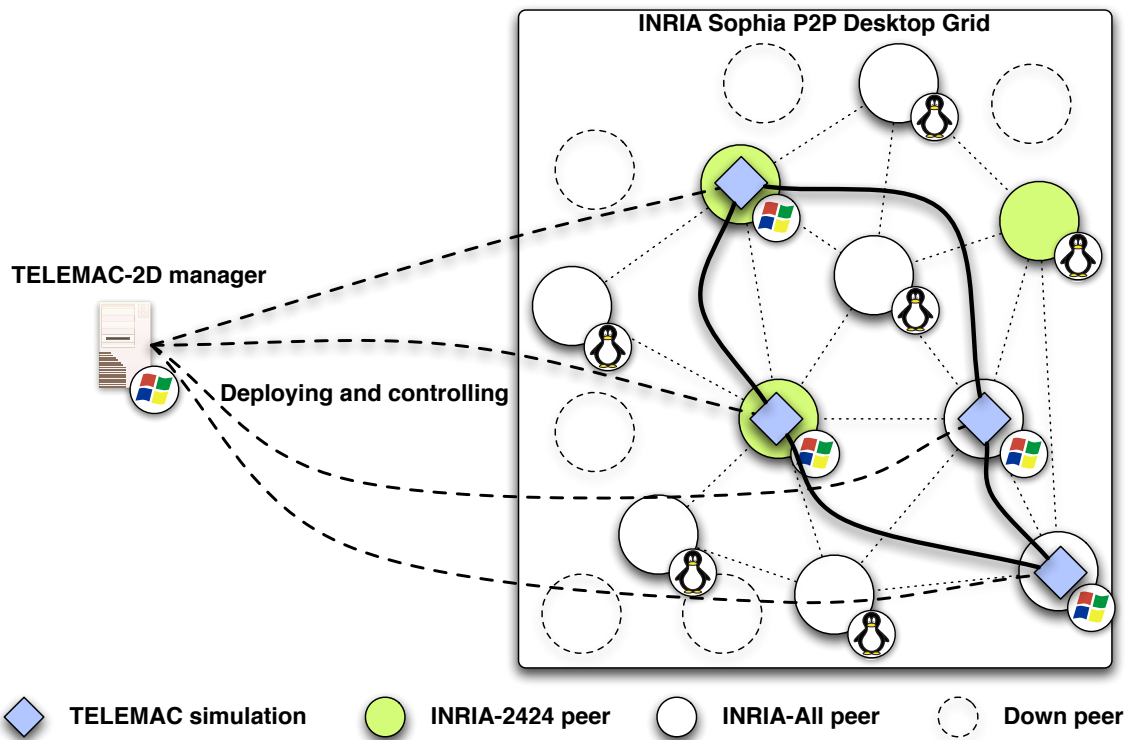 INRIA Sophia P2P Desktop Grid
TELEMAC-2D manager
Deploying and controlling
TELEMAC simulation
INRIA-2424 peer
INRIA-All peer
Down peer